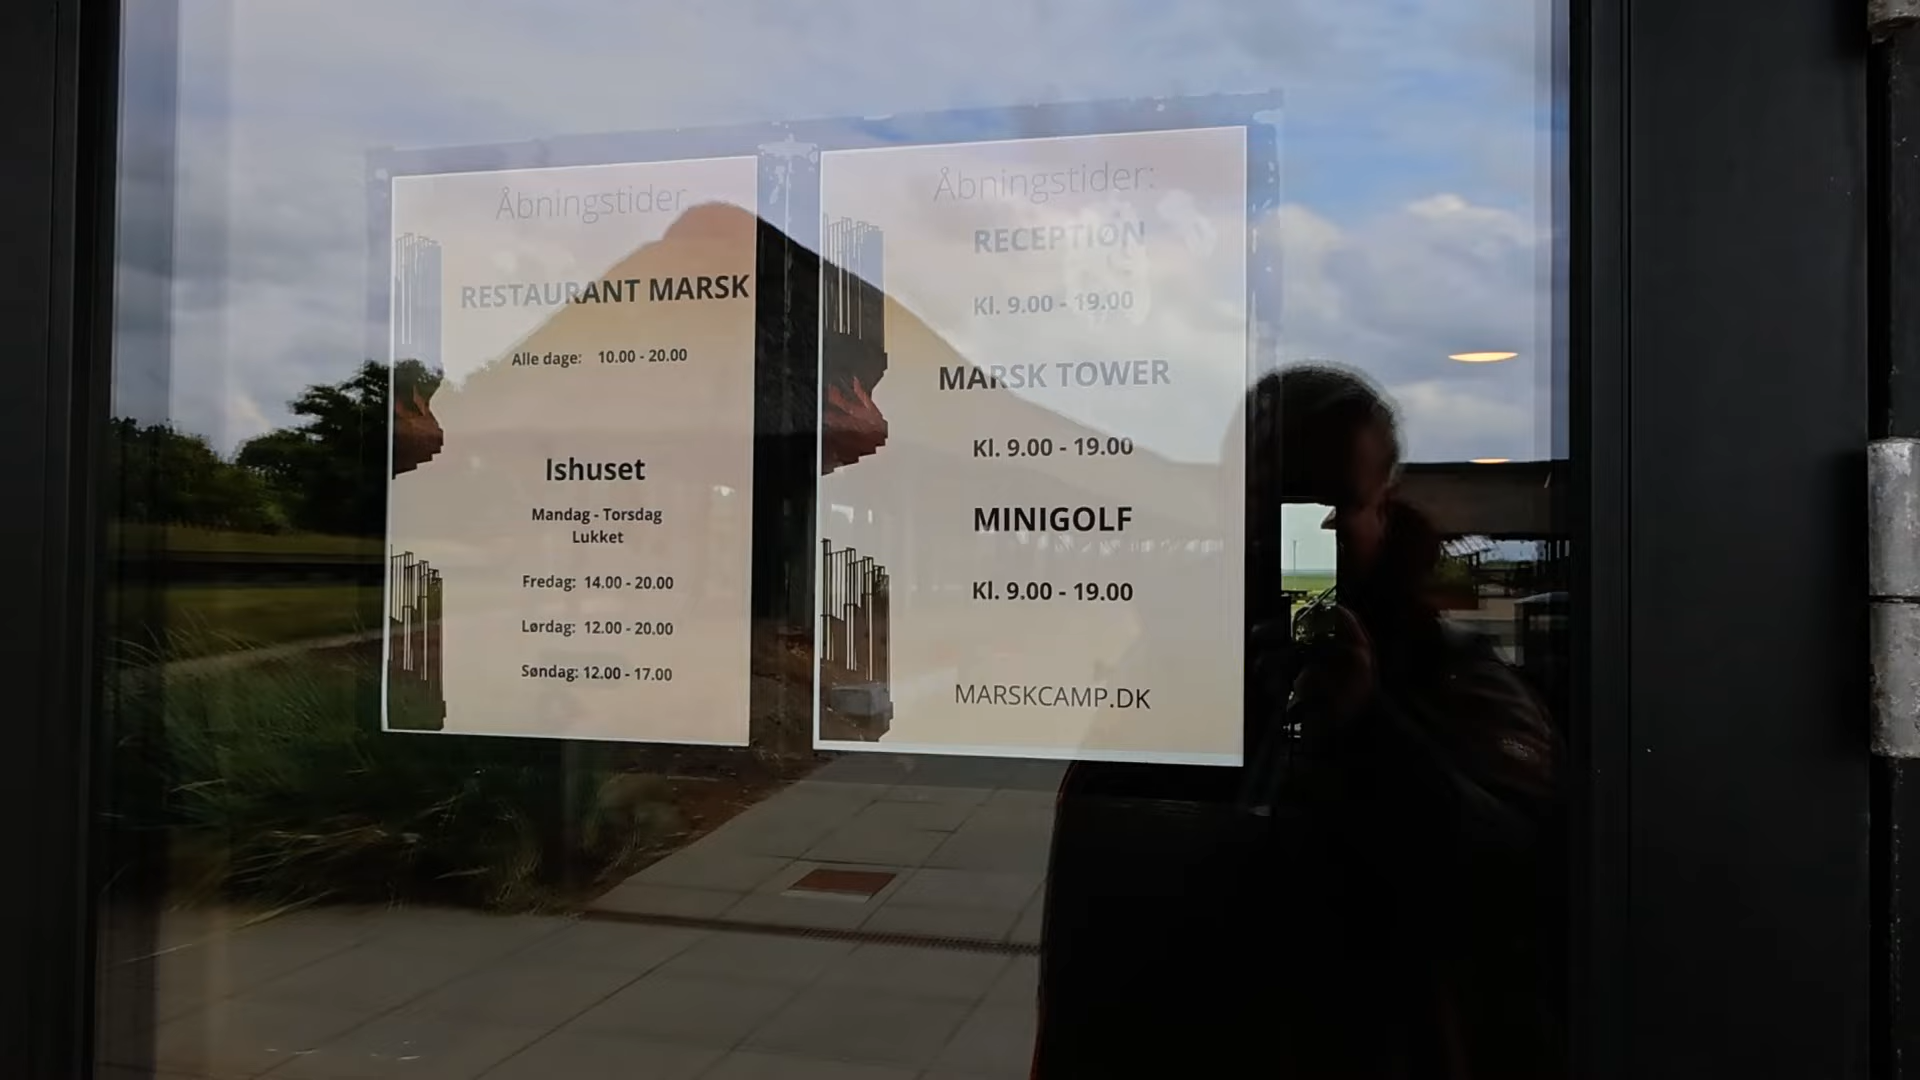 Åbningstider
RESTAURANT MARSK
Alle dage: 10.00 - 20.00
Ishuset
Mandag - Torsdag
Lukket
Fredag: 14.00 - 20.00
Lørdag: 12.00 - 20.00
Søndag: 12.00 - 17.00
Åbningstider:
RECEPTION
Kl. 9.00 - 19.00
MARSK TOWER
Kl. 9.00 - 19.00
MINIGOLF
Kl. 9.00 - 19.00
MARSKCAMP.DK